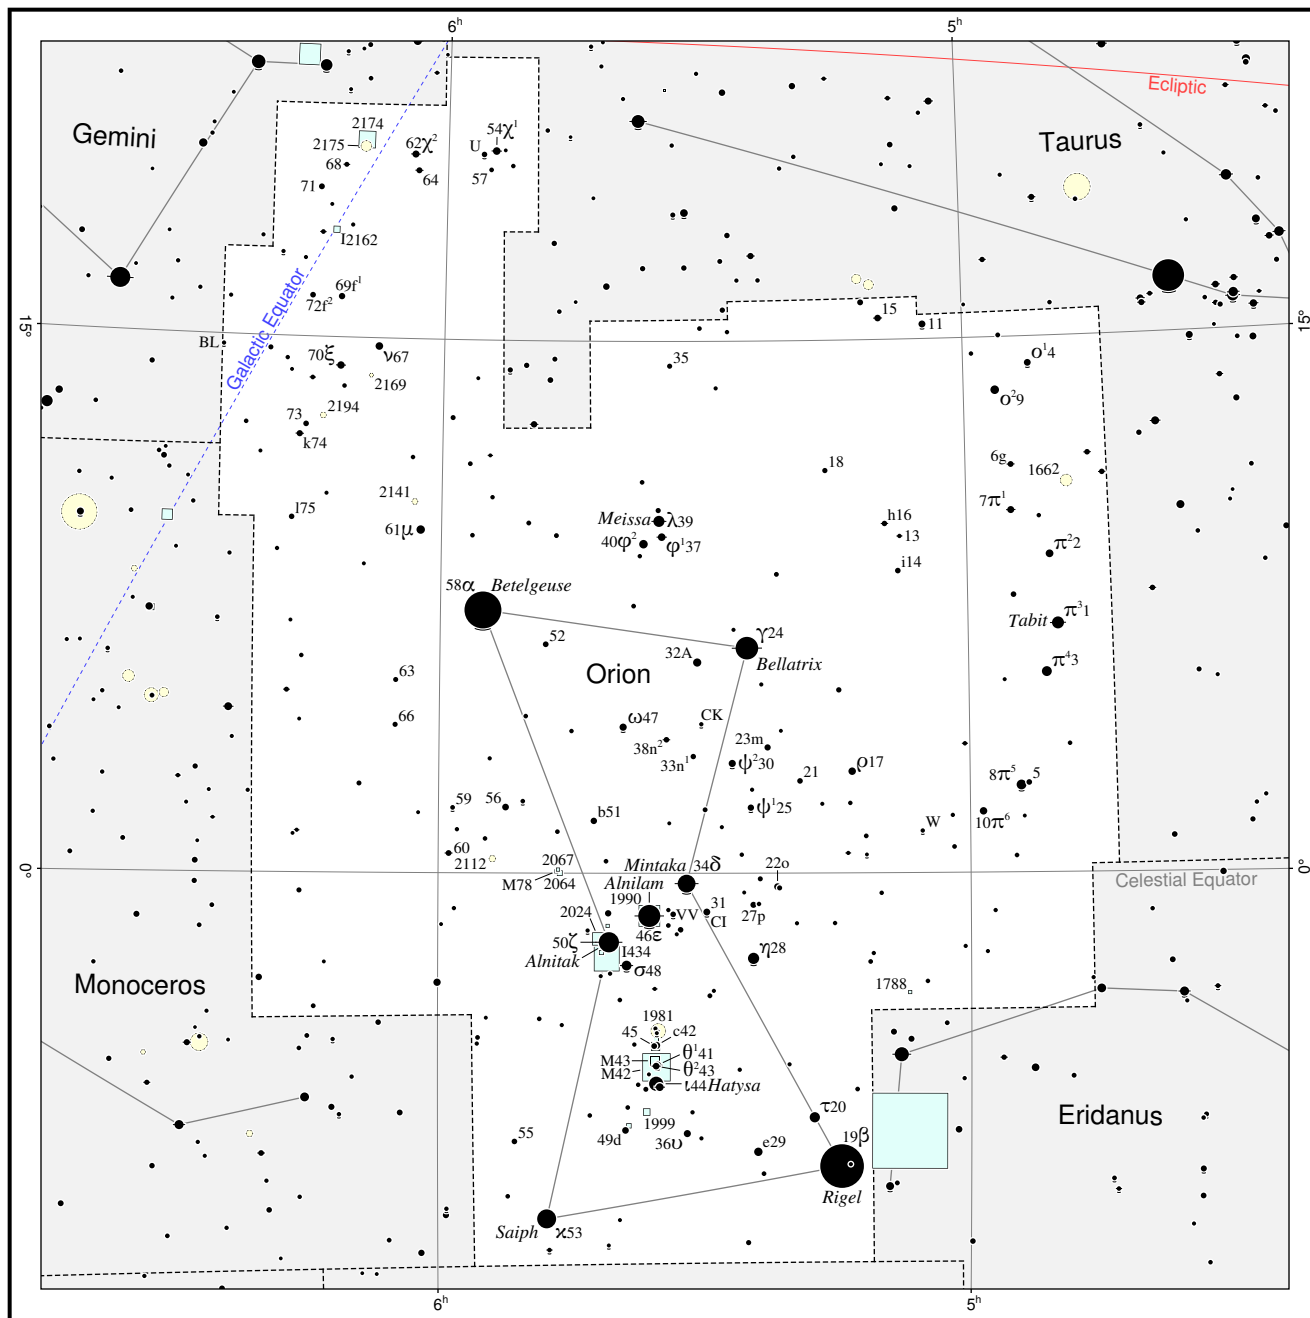 6h
5h
Ecliptic
Gemini
Taurus
2174
2175
62χ2
54χ1
U
68
64
57
71
I2162
69f1
72f2
Galactic Equator
15
11
15°
15°
BL
70ξ
ν67
35
ο14
2169
ο29
2194
73
k74
18
6g
1662
2141
7π1
l75
Meissa
λ39
h16
61μ
40φ2
φ137
13
π22
i14
58α
Betelgeuse
Tabit
π31
52
γ24
32A
Bellatrix
63
Orion
π43
66
ω47
CK
38n2
23m
33n1
ψ230
ρ17
8π5
5
21
59
56
b51
ψ125
10π6
W
60
2112
2067
Mintaka
34δ
22o
0°
0°
M78
2064
Alnilam
Celestial Equator
1990
2024
VV
31
CI
27p
50ζ
46ε
Alnitak
I434
η28
σ48
Monoceros
1788
1981
45
c42
M43
θ141
M42
θ243
ι44
Hatysa
τ20
1999
Eridanus
55
49d
36υ
e29
19β
Rigel
Saiph
κ53
6h
5h